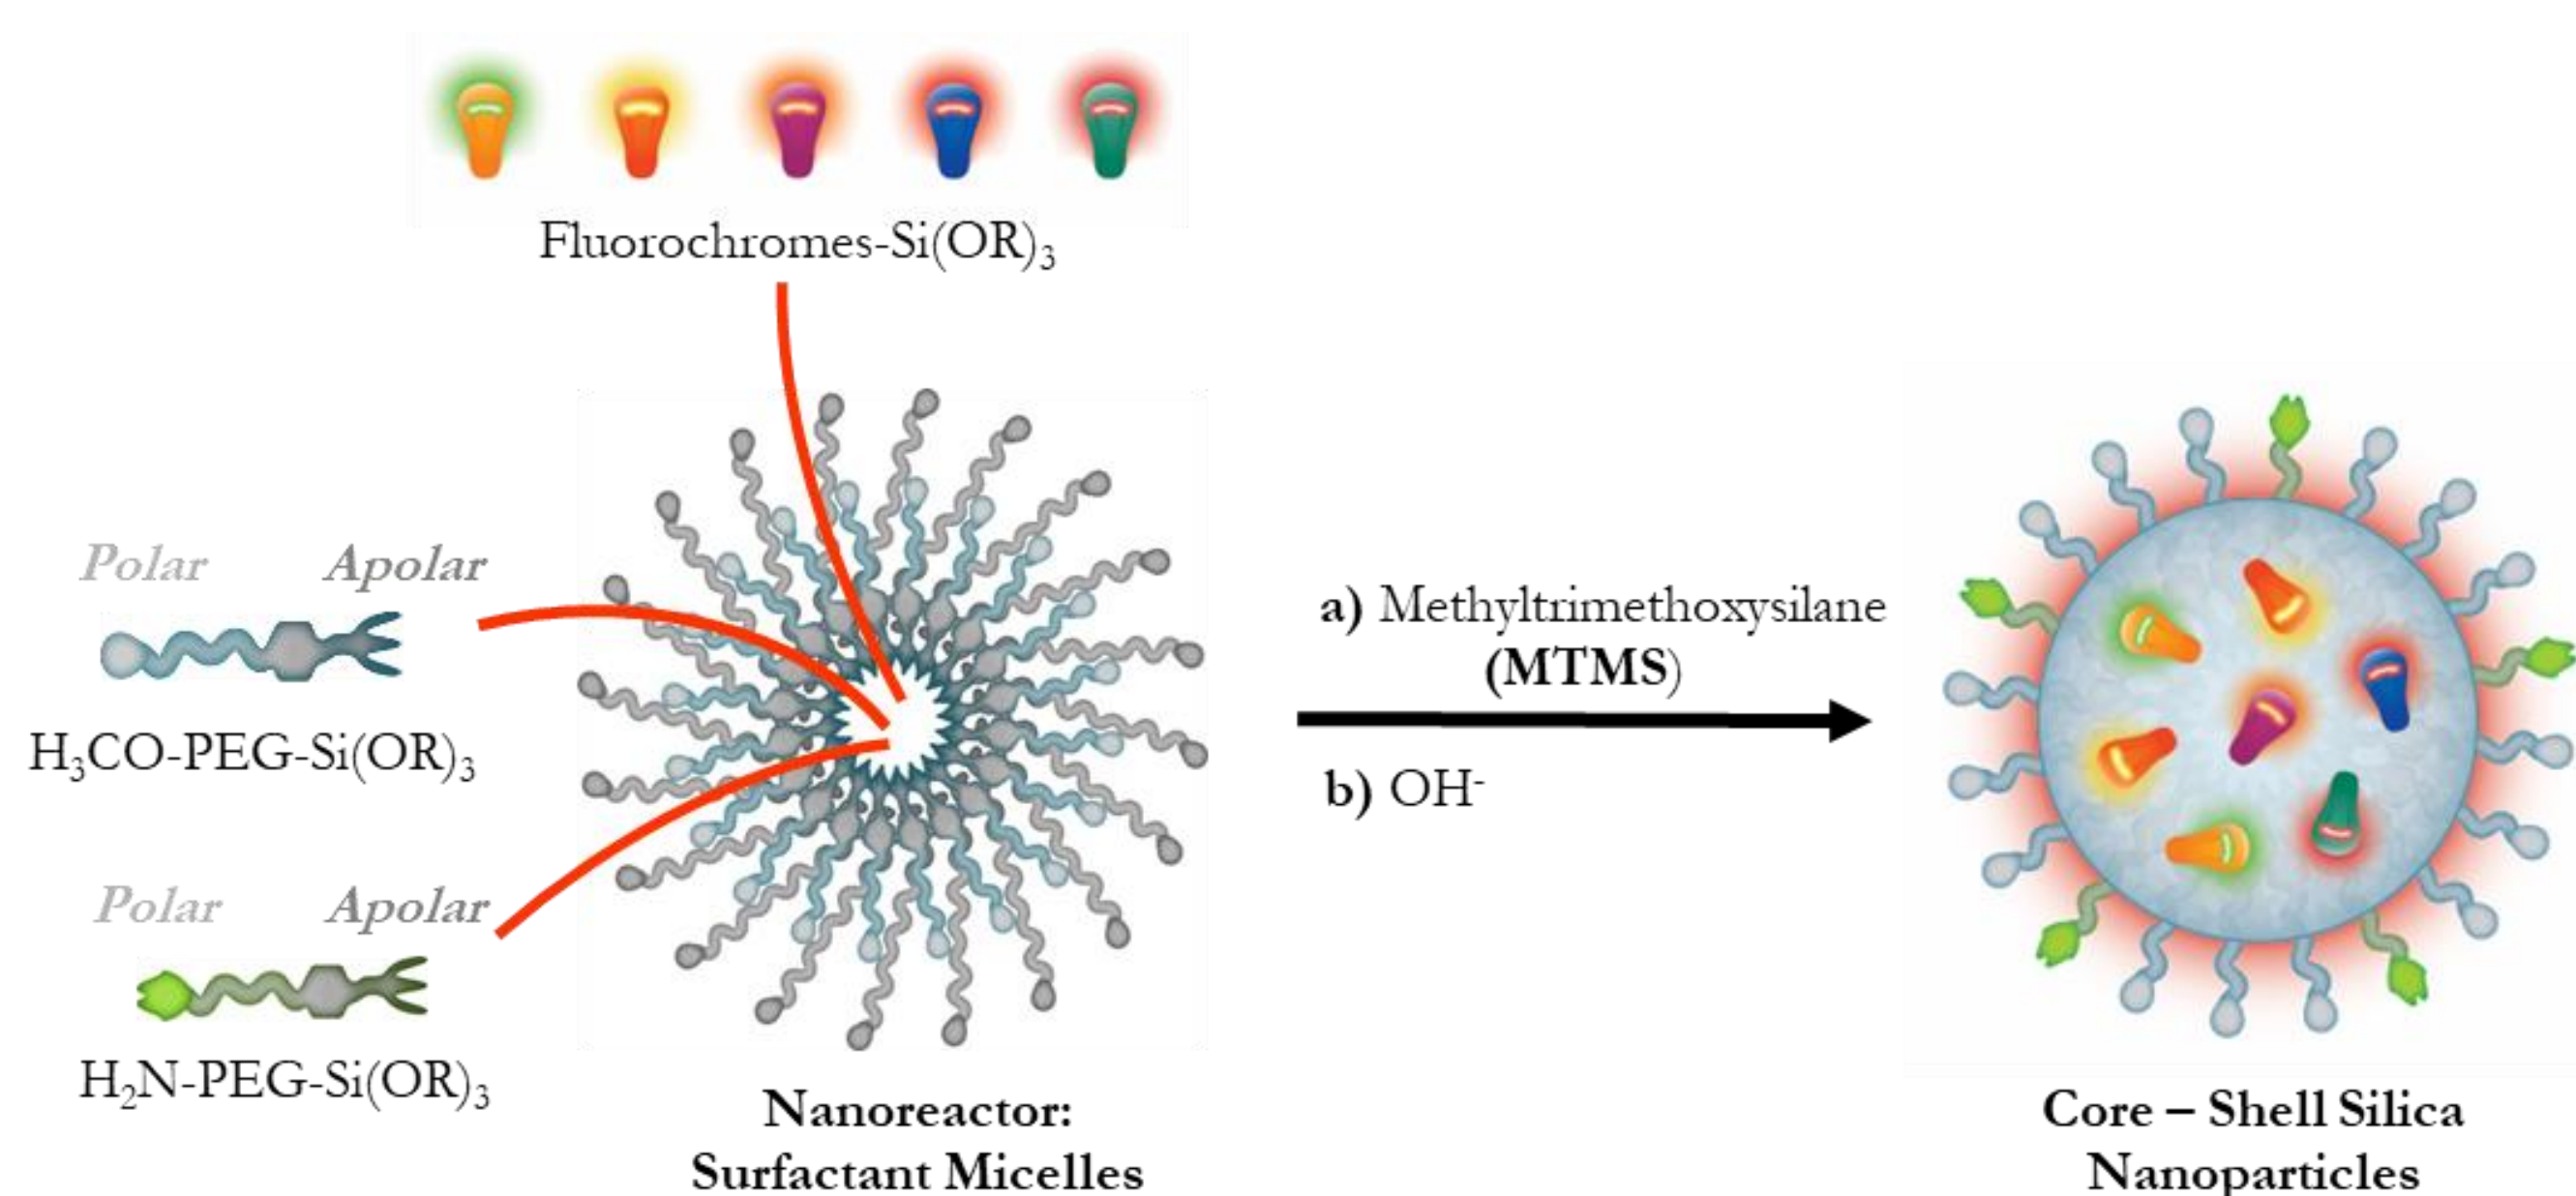 Fluorochromes-Si(OR)₃
Polar Apolar
H₃CO-PEG-Si(OR)₃
Polar Apolar
H₂N-PEG-Si(OR)₃
Nanoreactor:
Surfactant Micelles
a) Methyltrimethoxysilane
(MTMS)
b) OH⁻
Core – Shell Silica
Nanoparticles